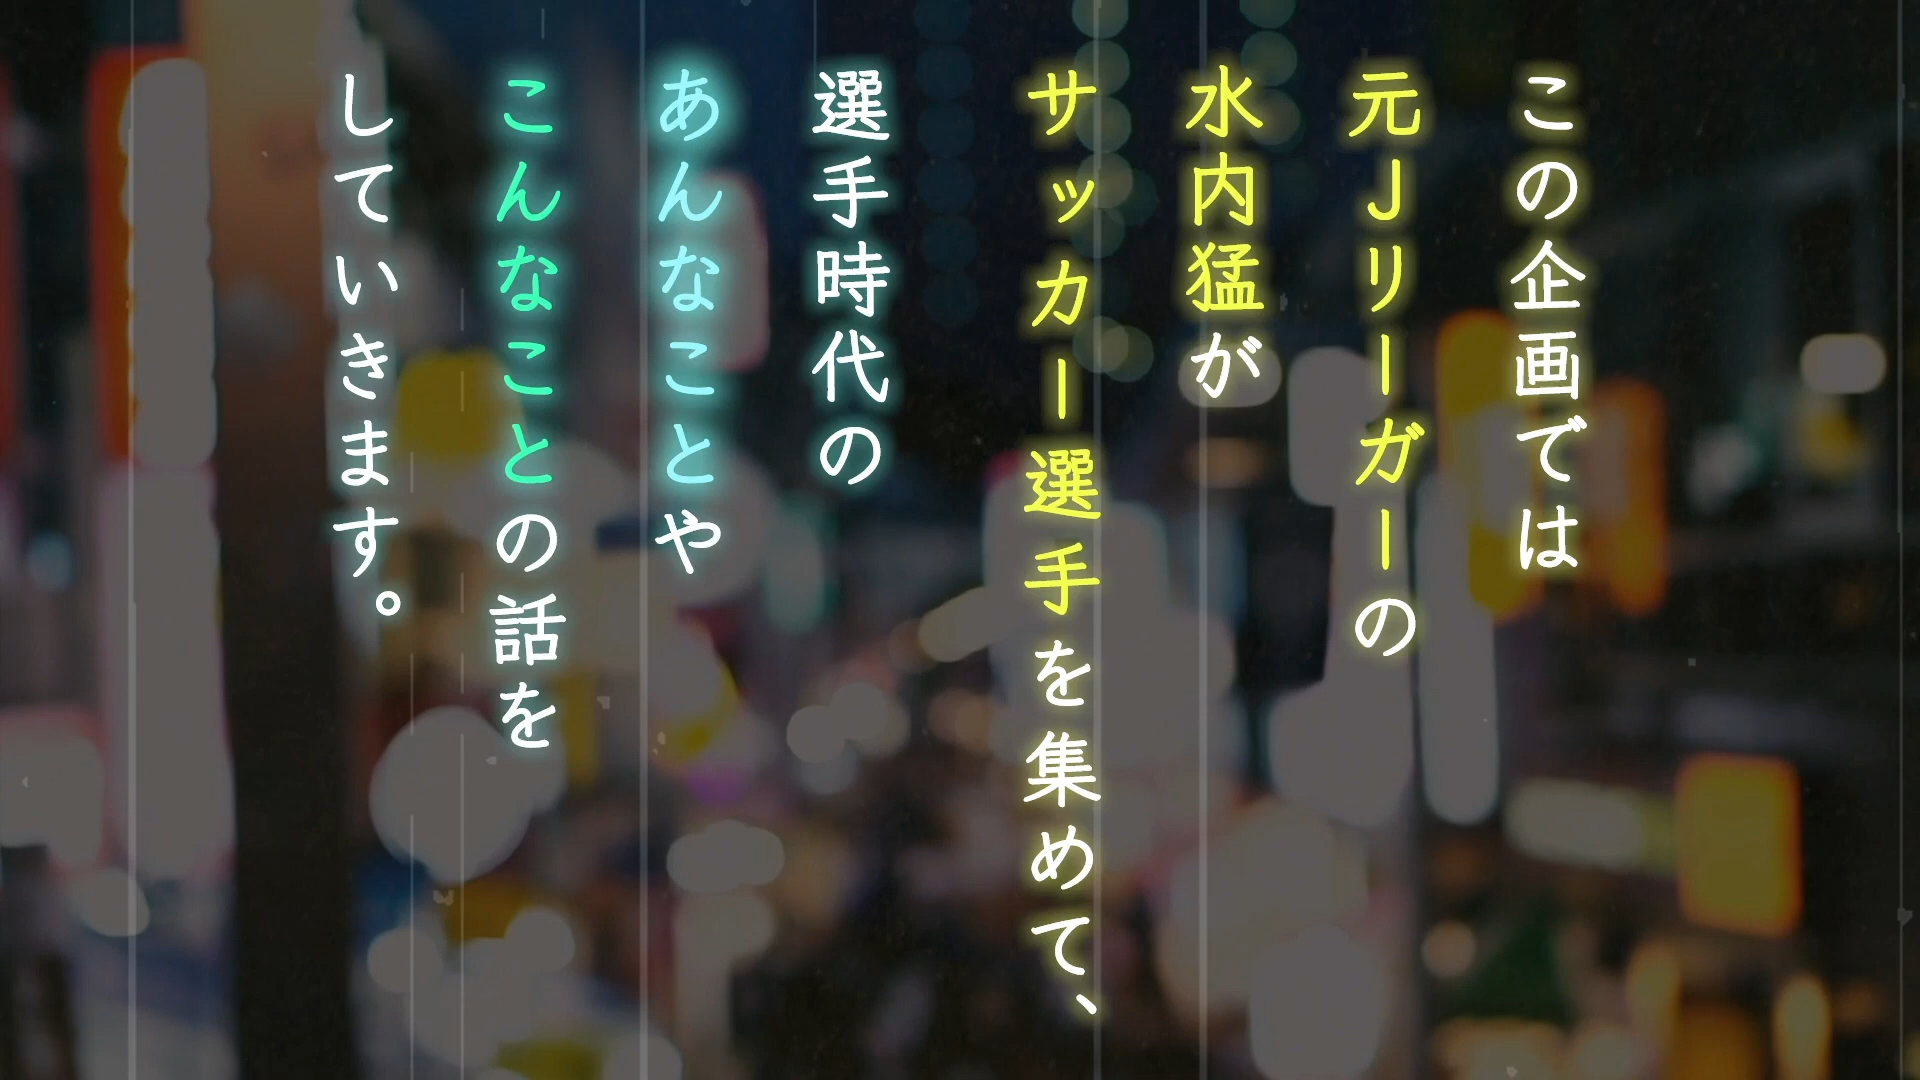 この企画では
元Jリーガーの
水内猛が
サッカー選手を集めて、
選手時代の
あんなことや
こんなことの話を
していきます。